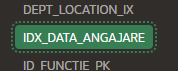 DEPT_LOCATION_IX
IDX_DATA_ANGAJARE
ID_FUNCTIE_PK